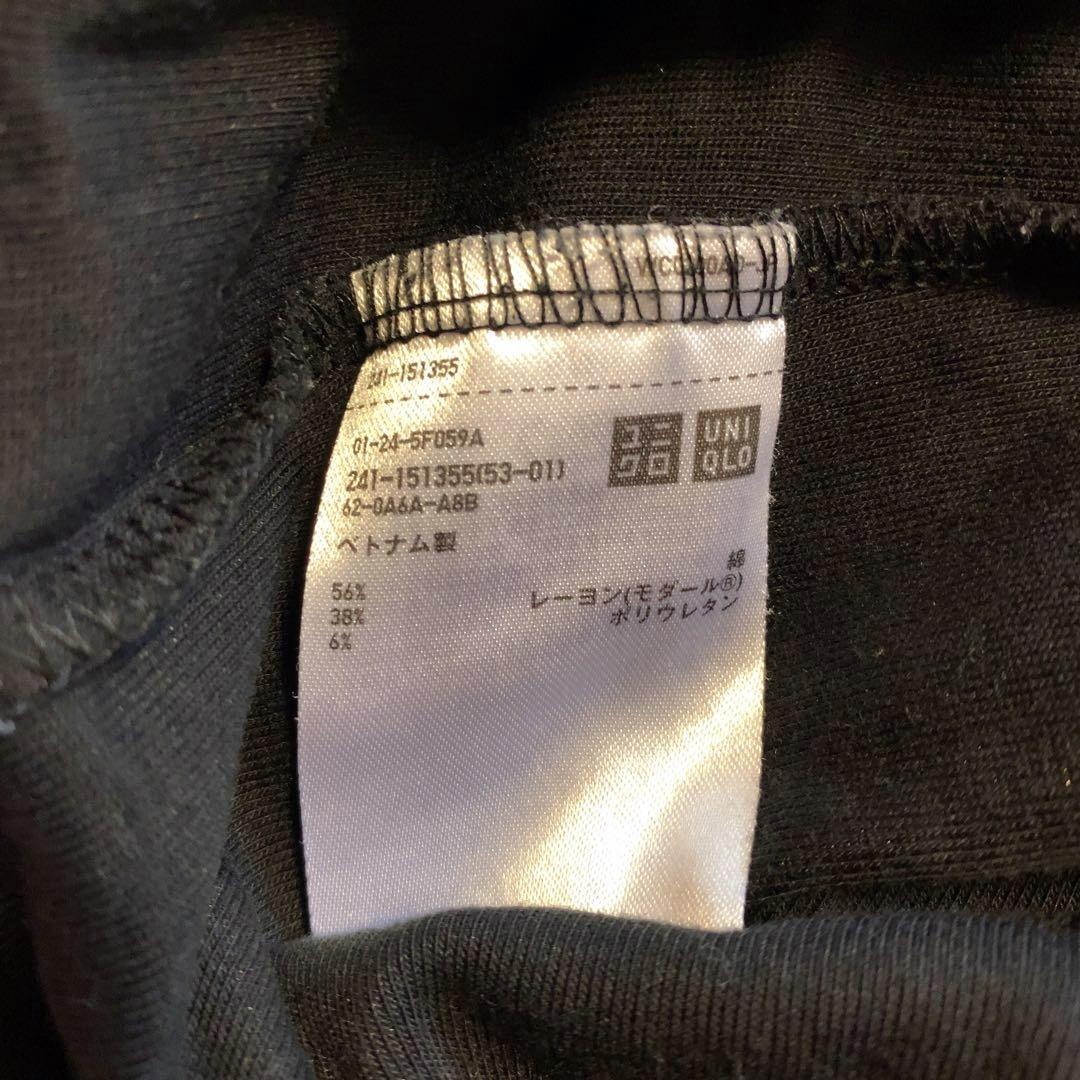 241-151355
01-24-5F059A
241-151355(53-01)
62-0A6A-A8B
ユニクロ
UNIQLO
ベトナム製
56% 綿
38% レーヨン(モダール®)
6% ポリウレタン